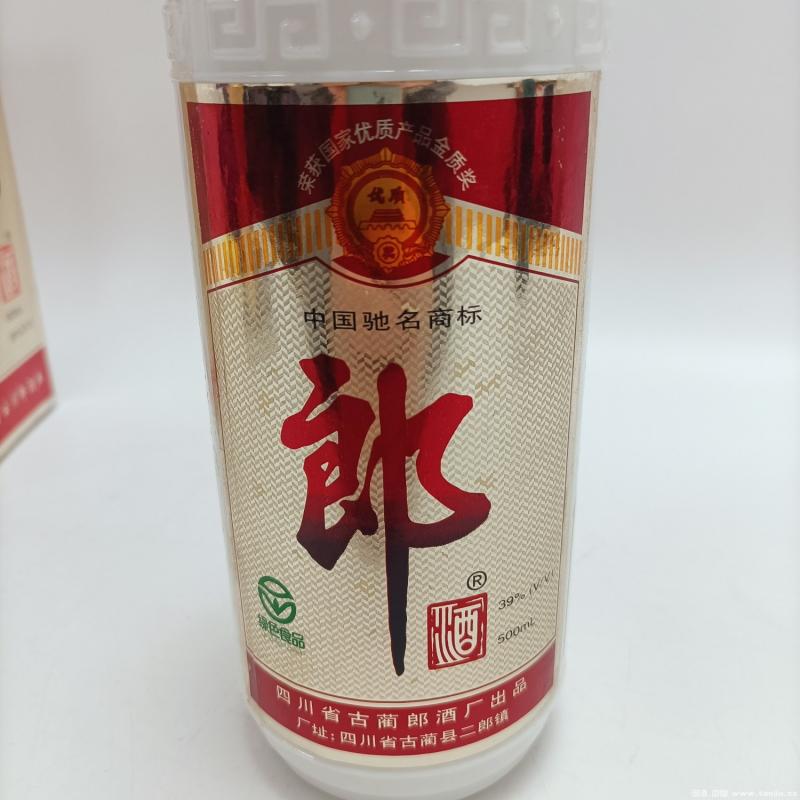 荣获国家优质产品金质奖
优质
奖
中国驰名商标
郎
®
酒
39% (V/V)
500mL
绿色食品
四川省古蔺郎酒厂出品
厂址:四川省古蔺县二郎镇
酒